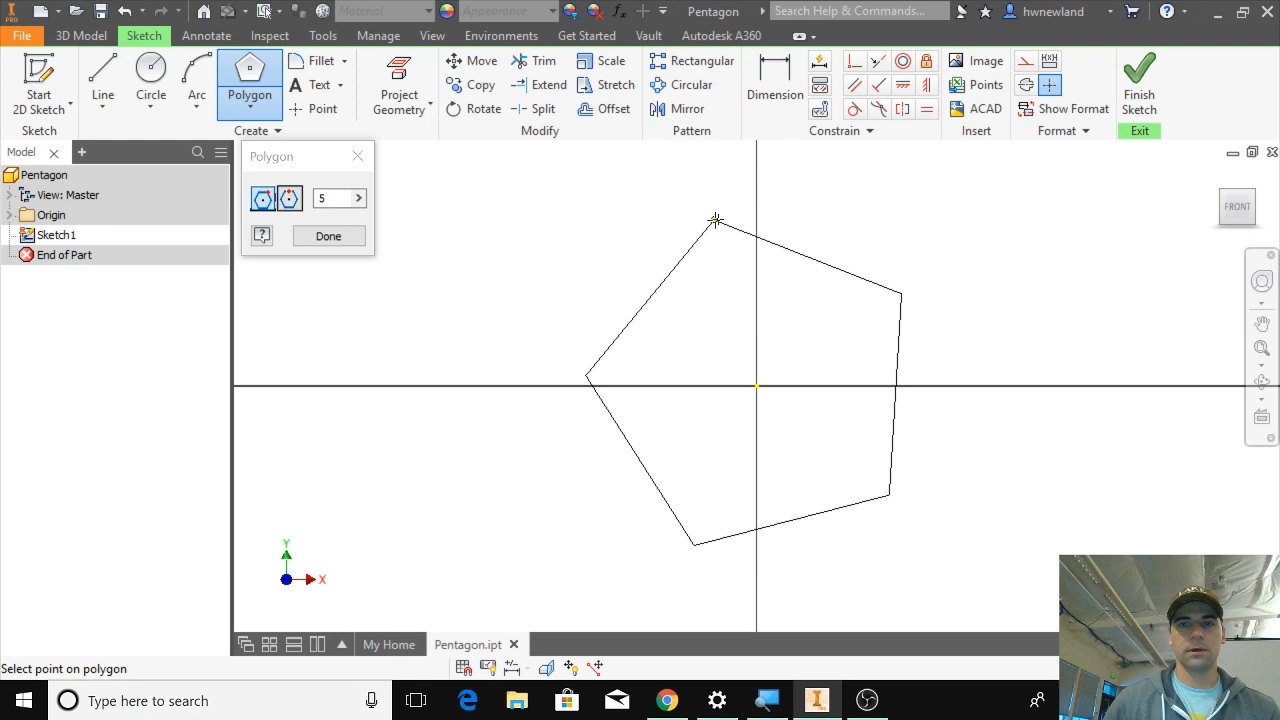 PRO
Material
Appearance
Pentagon
Search Help & Commands...
hwnewland
File
3D Model
Sketch
Annotate
Inspect
Tools
Manage
View
Environments
Get Started
Vault
Autodesk A360
Start
2D Sketch
Line
Circle
Arc
Polygon
Fillet
Text
Point
Project
Geometry
Move
Copy
Rotate
Trim
Extend
Split
Scale
Stretch
Offset
Rectangular
Circular
Mirror
Dimension
Image
Points
ACAD
Show Format
Finish
Sketch
Sketch
Create
Modify
Pattern
Constrain
Insert
Format
Exit
Model
Pentagon
View: Master
Origin
Sketch1
End of Part
Polygon
5
Done
FRONT
Y
X
My Home
Pentagon.ipt
Select point on polygon
Type here to search